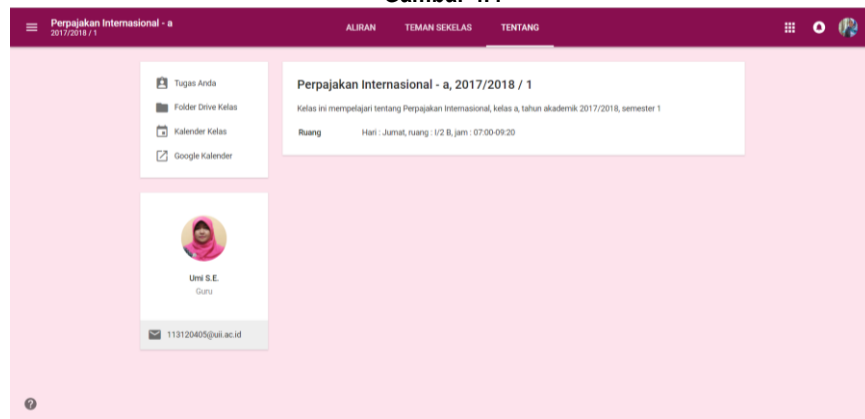 Perpajakan Internasional - a
2017/2018 / 1
ALIRAN
TEMAN SEKELAS
TENTANG
Tugas Anda
Folder Drive Kelas
Kalender Kelas
Google Kalender
Perpajakan Internasional - a, 2017/2018 / 1
Kelas ini mempelajari tentang Perpajakan Internasional, kelas a, tahun akademik 2017/2018, semester 1
Ruang Hari : Jumat, ruang : I/2 B, jam : 07:00-09:20
Umi S.E.
Guru
113120405@uii.ac.id